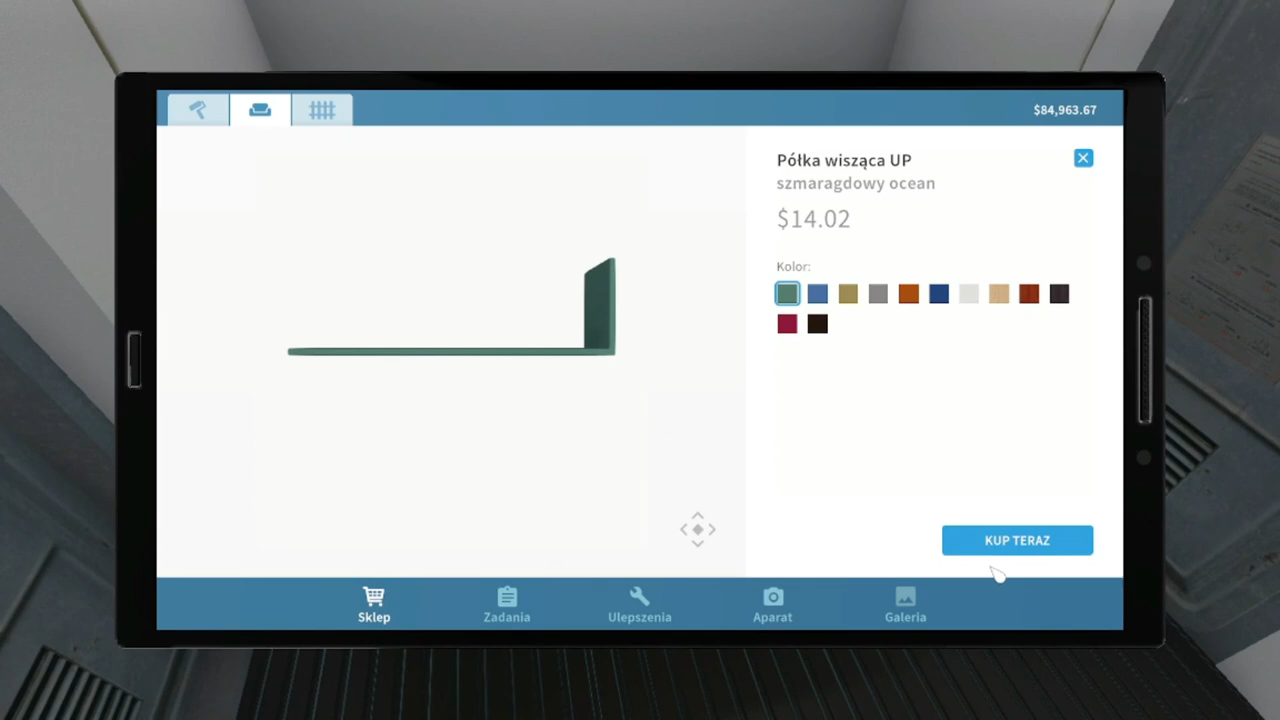 $84,963.67
Półka wisząca UP
szmaragdowy ocean
$14.02
Kolor:
KUP TERAZ
Sklep
Zadania
Ulepszenia
Aparat
Galeria